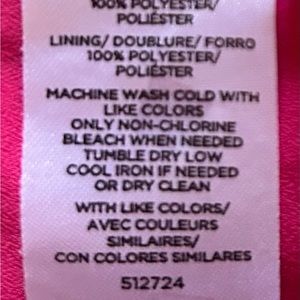 100% POLYESTER/
POLIÉSTER
LINING/ DOUBLURE/ FORRO
100% POLYESTER/
POLIÉSTER
MACHINE WASH COLD WITH
LIKE COLORS
ONLY NON-CHLORINE
BLEACH WHEN NEEDED
TUMBLE DRY LOW
COOL IRON IF NEEDED
OR DRY CLEAN
WITH LIKE COLORS/
AVEC COULEURS
SIMILAIRES/
CON COLORES SIMILARES
512724